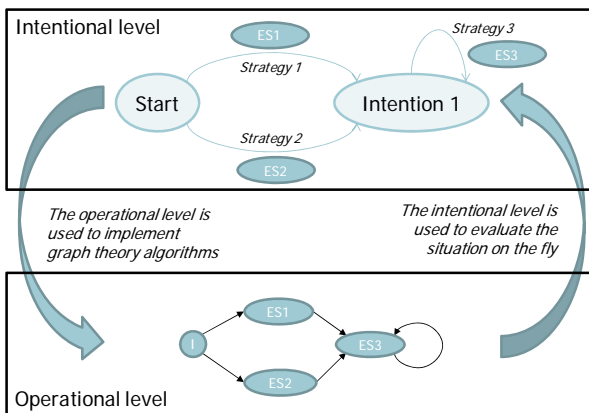 Intentional level
ES1
Strategy 3
ES3
Strategy 1
Start
Intention 1
Strategy 2
ES2
The operational level is
used to implement
graph theory algorithms
The intentional level is
used to evaluate the
situation on the fly
ES1
I
ES3
ES2
Operational level